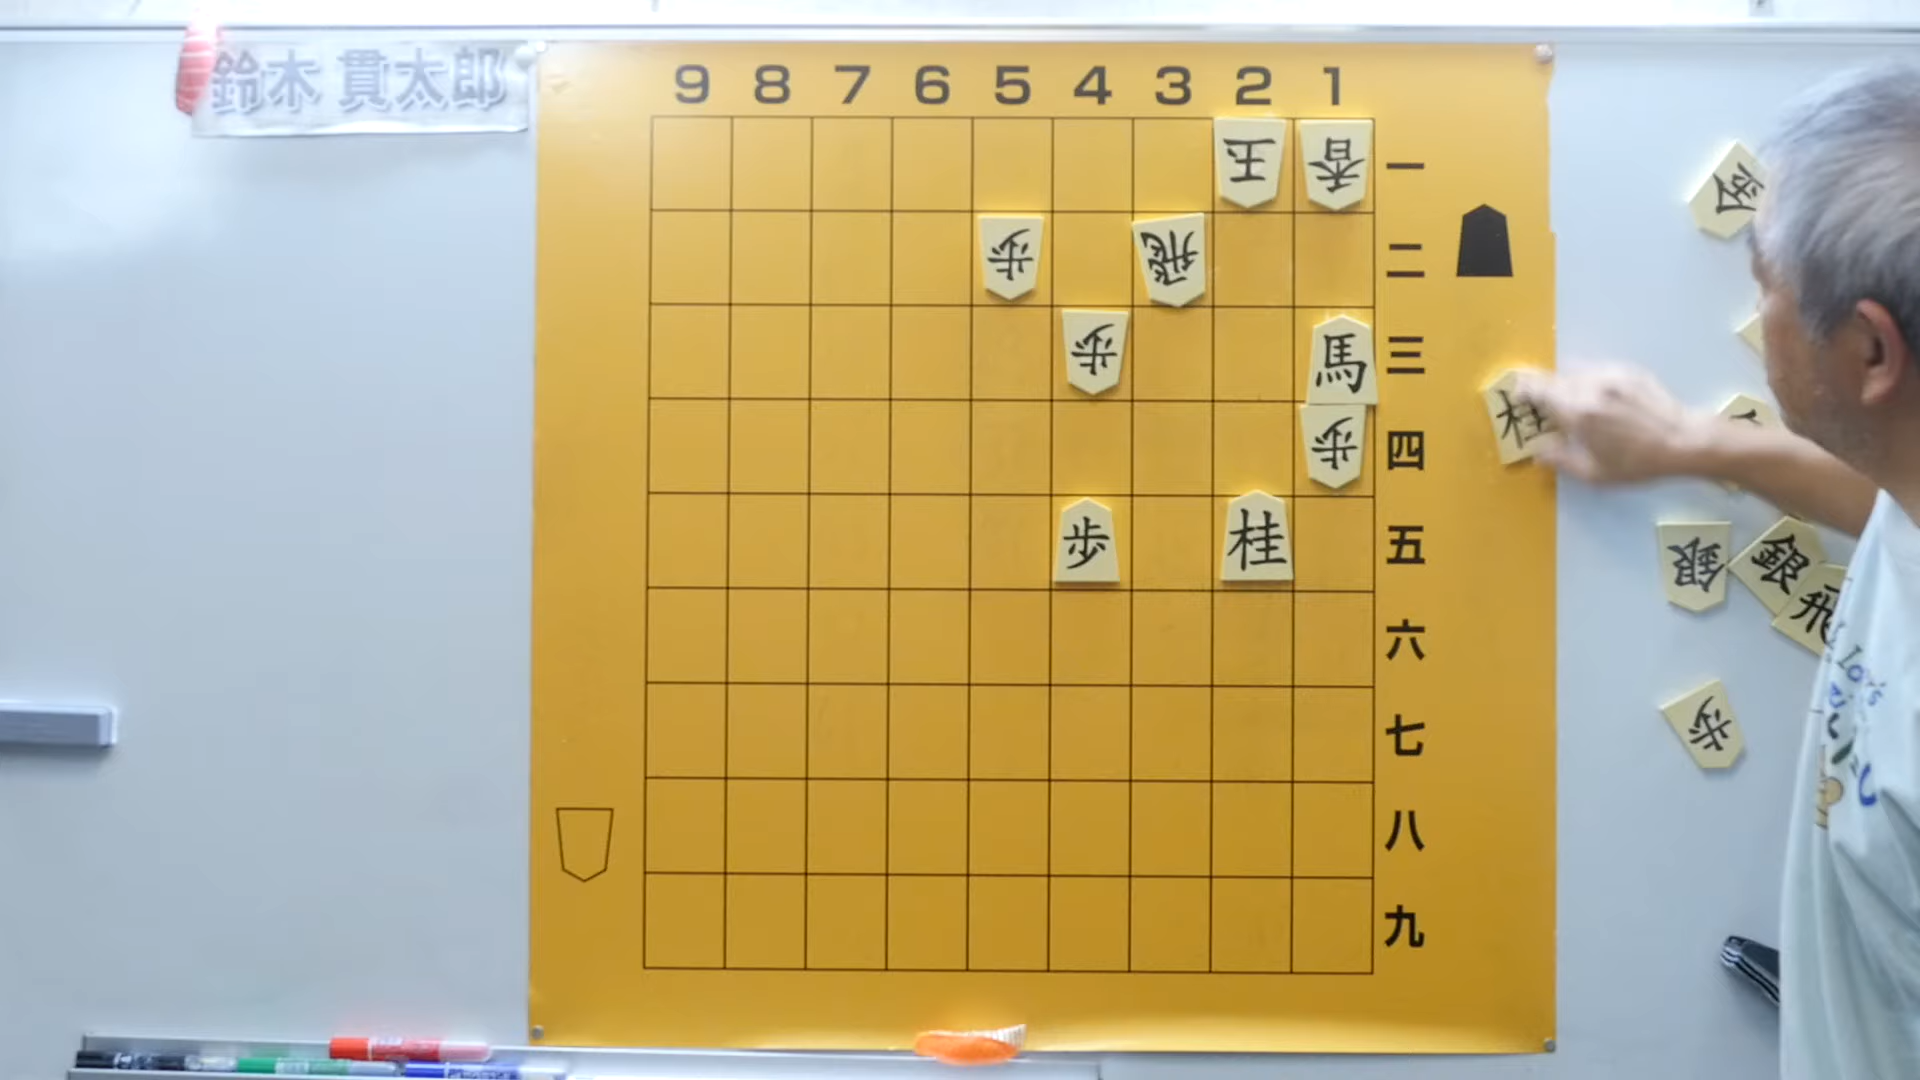 鈴木 貫太郎
9 8 7 6 5 4 3 2 1
玉 香 一
歩 飛 二
歩 馬 三
歩 四
歩 桂 五
六
七
八
九
桂
銀 銀
飛
歩